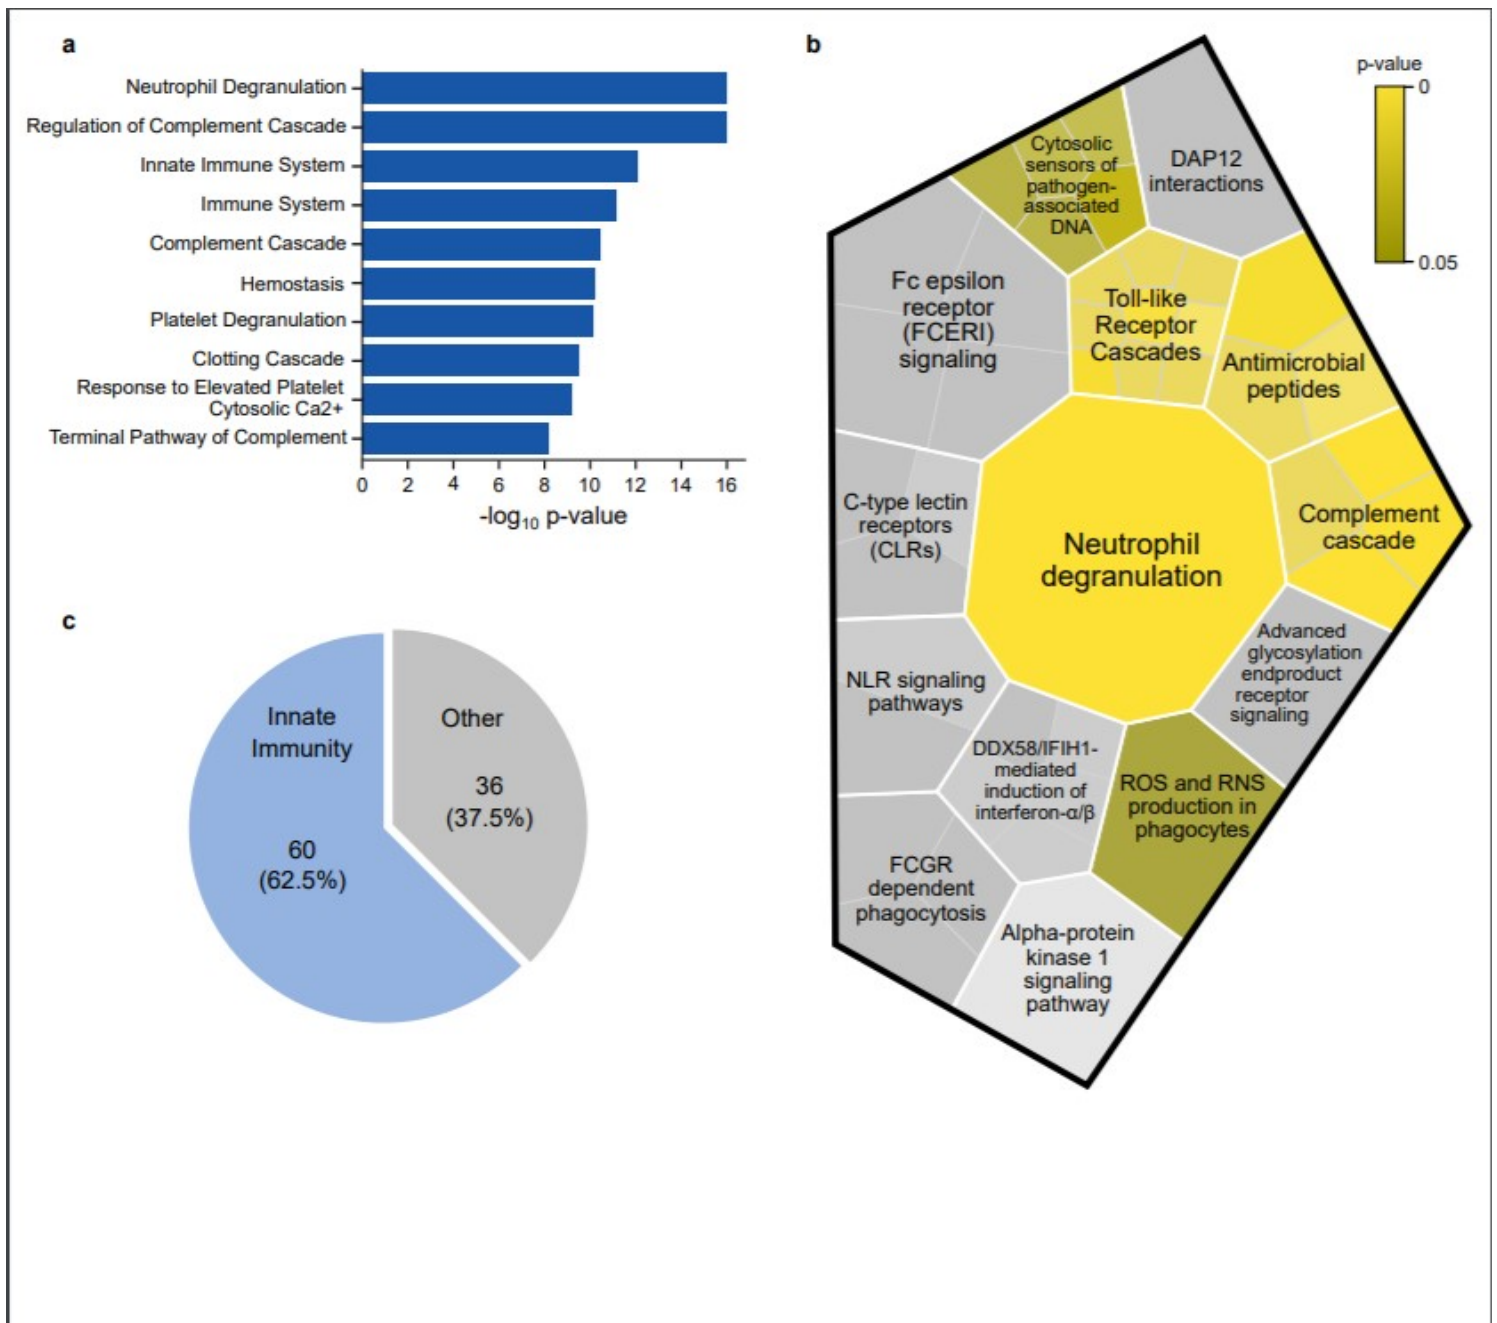 a
Neutrophil Degranulation
Regulation of Complement Cascade
Innate Immune System
Immune System
Complement Cascade
Hemostasis
Platelet Degranulation
Clotting Cascade
Response to Elevated Platelet
Cytosolic Ca2+
Terminal Pathway of Complement
0 2 4 6 8 10 12 14 16
-log10 p-value
b
p-value
0
0.05
Cytosolic
sensors of
pathogen-
associated
DNA
DAP12
interactions
Fc epsilon
receptor
(FCERI)
signaling
Toll-like
Receptor
Cascades
Antimicrobial
peptides
C-type lectin
receptors
(CLRs)
Neutrophil
degranulation
Complement
cascade
Advanced
glycosylation
endproduct
receptor
signaling
NLR signaling
pathways
DDX58/IFIH1-
mediated
induction of
interferon-α/β
ROS and RNS
production in
phagocytes
FCGR
dependent
phagocytosis
Alpha-protein
kinase 1
signaling
pathway
c
Innate
Immunity
60
(62.5%)
Other
36
(37.5%)